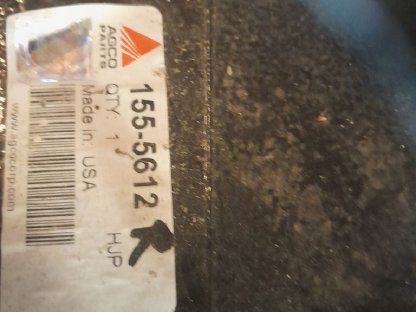 AGCO
PARTS
155-5612
QTY: 1
HJP
Made in: USA
www.agcocorp.com
R